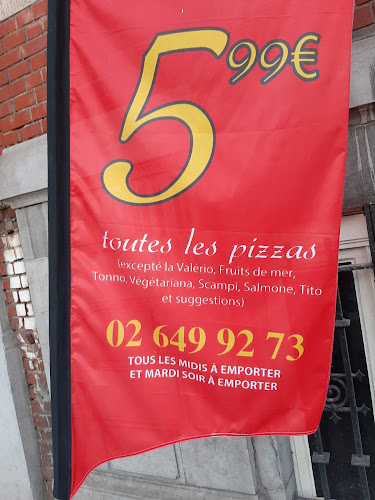 5,99€
toutes les pizzas
(excepté la Valério, Fruits de mer,
Tonno, Végétariana, Scampi, Salmone, Tito
et suggestions)
02 649 92 73
TOUS LES MIDIS À EMPORTER
ET MARDI SOIR À EMPORTER